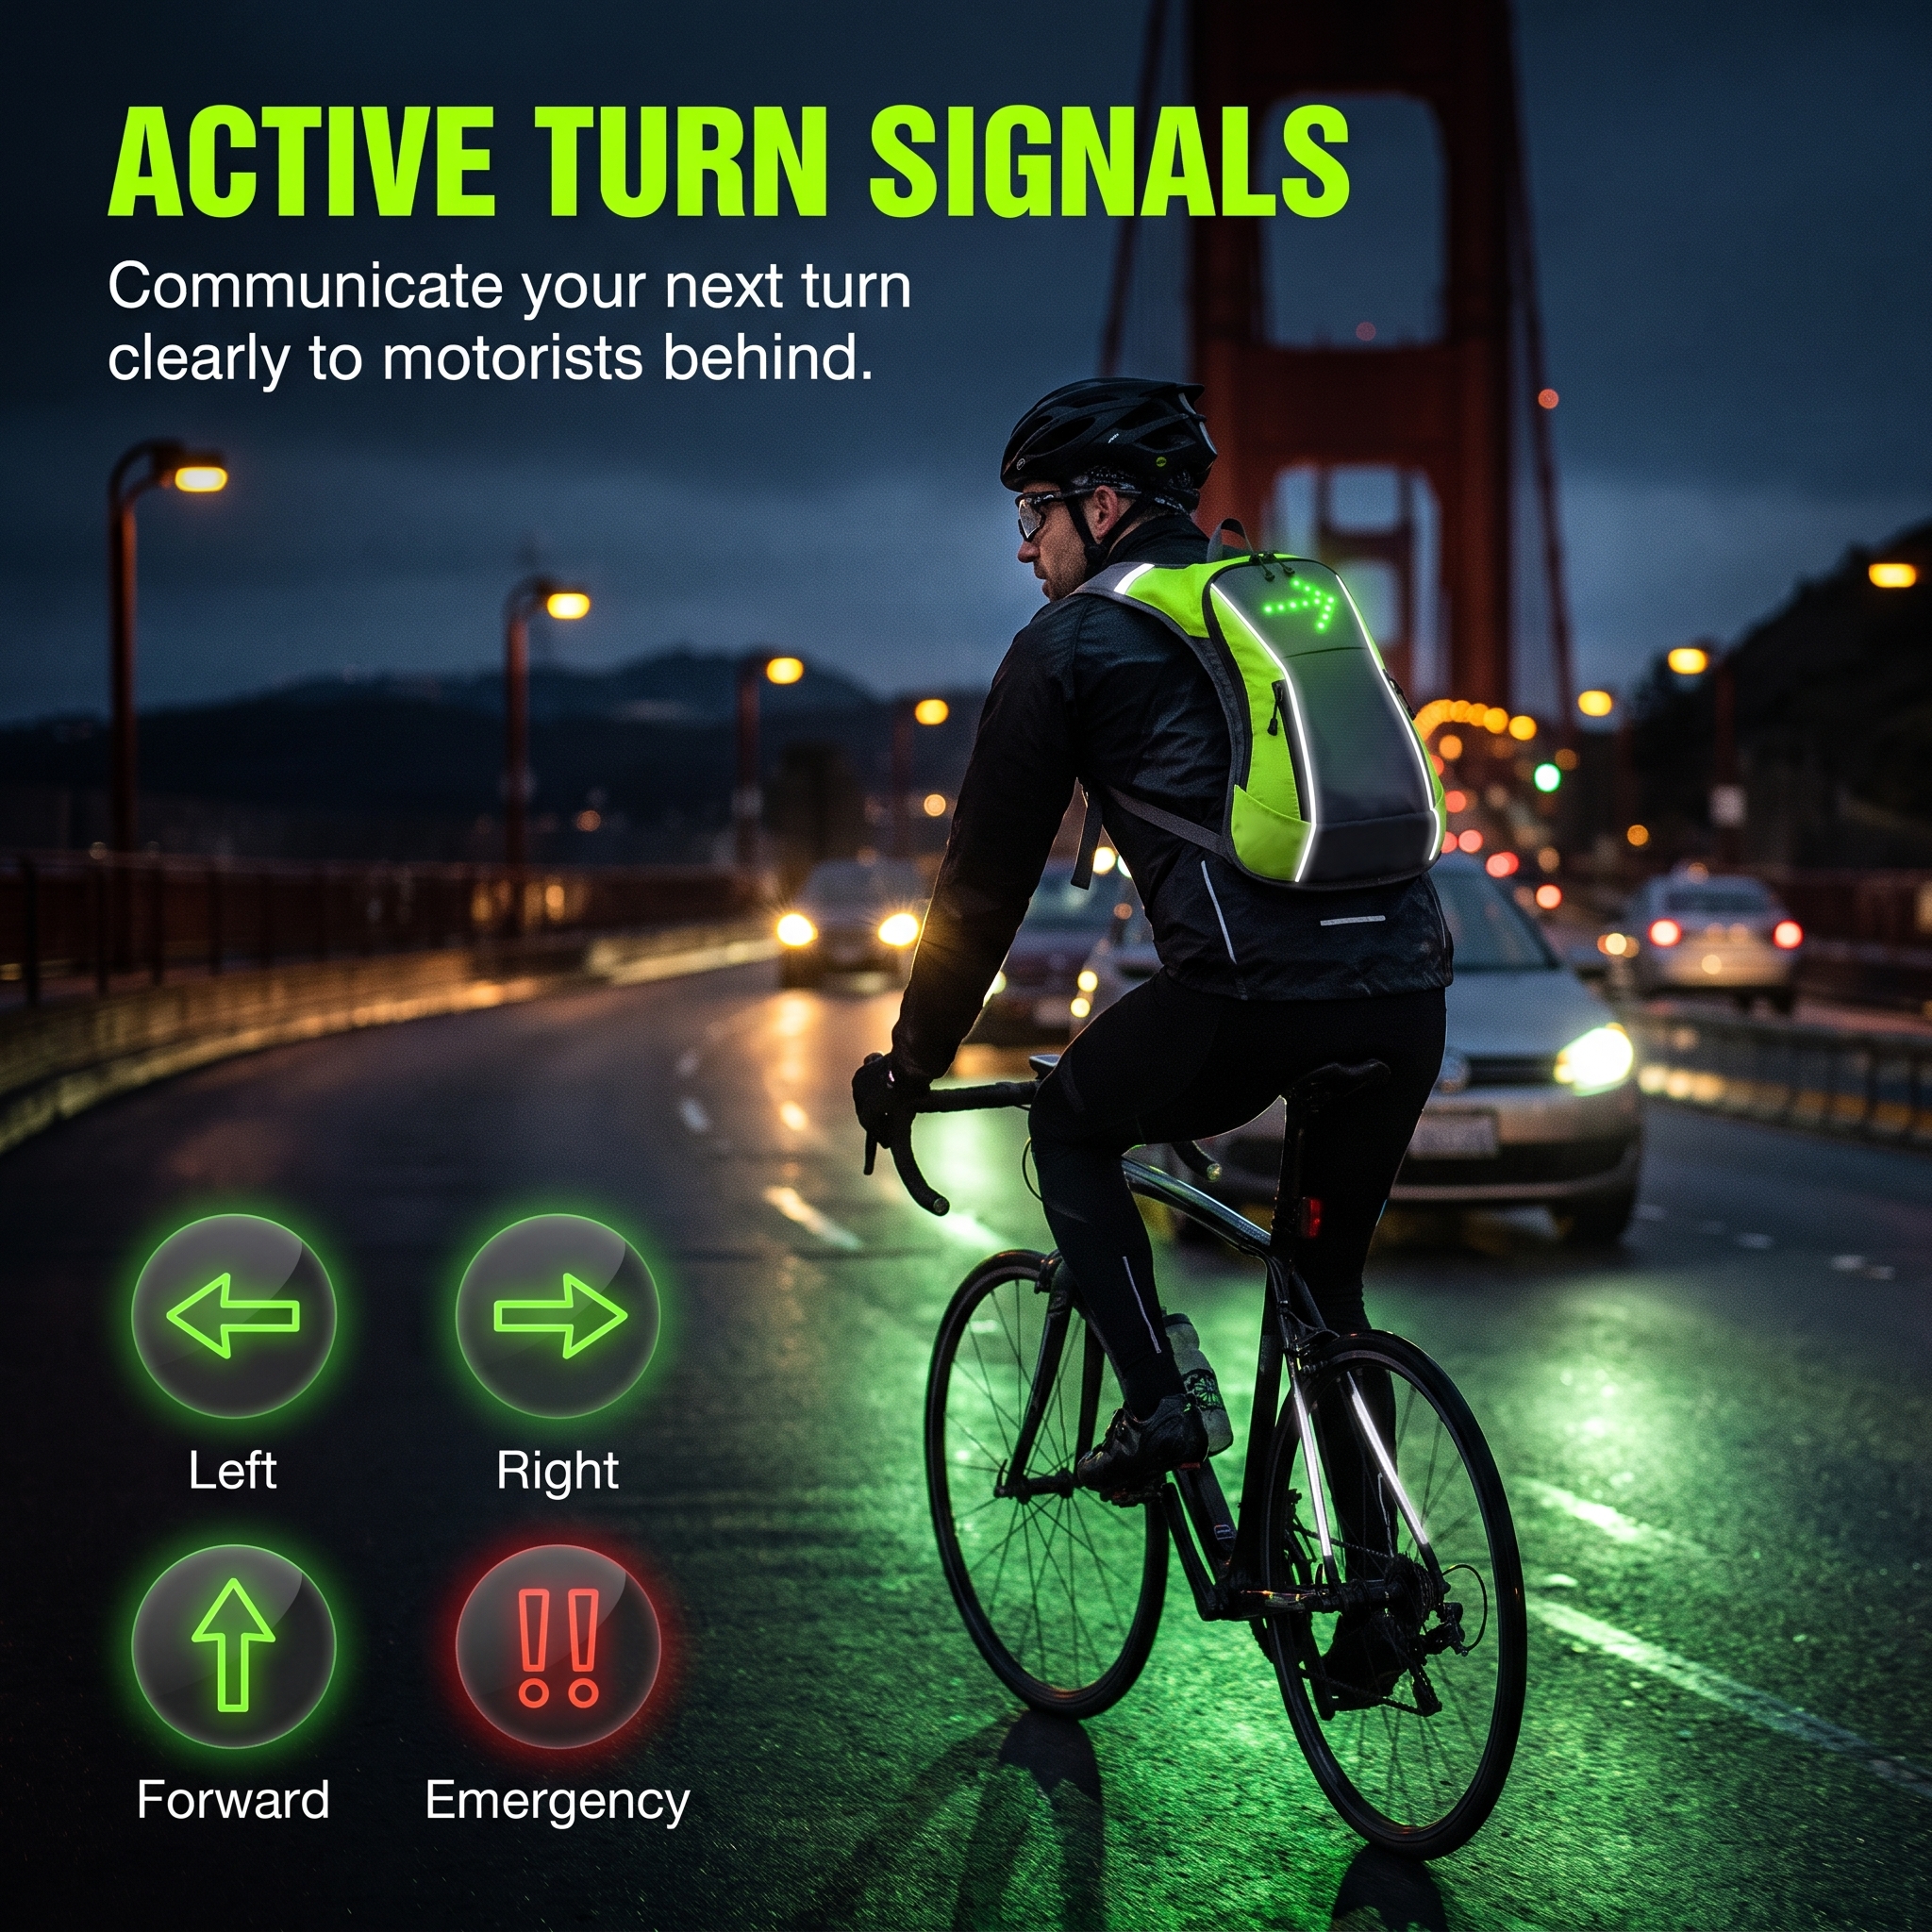 ACTIVE TURN SIGNALS
Communicate your next turn
clearly to motorists behind.
Left
Right
Forward
Emergency